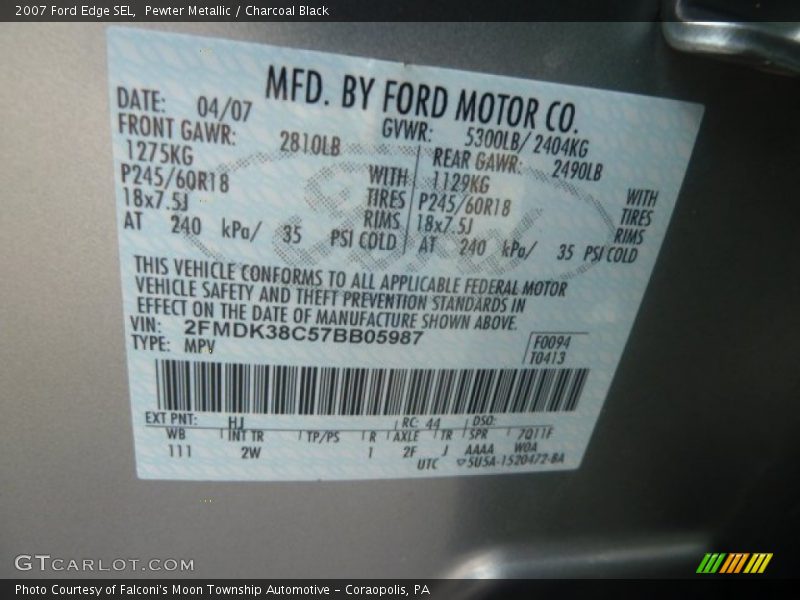 2007 Ford Edge SEL, Pewter Metallic / Charcoal Black
MFD. BY FORD MOTOR CO.
DATE: 04/07 GVWR: 5300LB/ 2404KG
FRONT GAWR: 2810LB REAR GAWR: 2490LB
1275KG WITH 1129KG WITH
P245/60R18 TIRES P245/60R18 TIRES
18x7.5J RIMS 18x7.5J RIMS
AT 240 kPa/ 35 PSI COLD AT 240 kPa/ 35 PSI COLD
THIS VEHICLE CONFORMS TO ALL APPLICABLE FEDERAL MOTOR
VEHICLE SAFETY AND THEFT PREVENTION STANDARDS IN
EFFECT ON THE DATE OF MANUFACTURE SHOWN ABOVE.
VIN: 2FMDK38C57BB05987 F0094
TYPE: MPV T0413
EXT PNT: HJ RC: 44 DSO:
WB INT TR TP/PS R AXLE TR SPR 7Q11F
111 2W 1 2F J AAAA W0A
UTC 5U5A-1520472-BA
GTCARLOT.COM
Photo Courtesy of Falconi's Moon Township Automotive - Coraopolis, PA